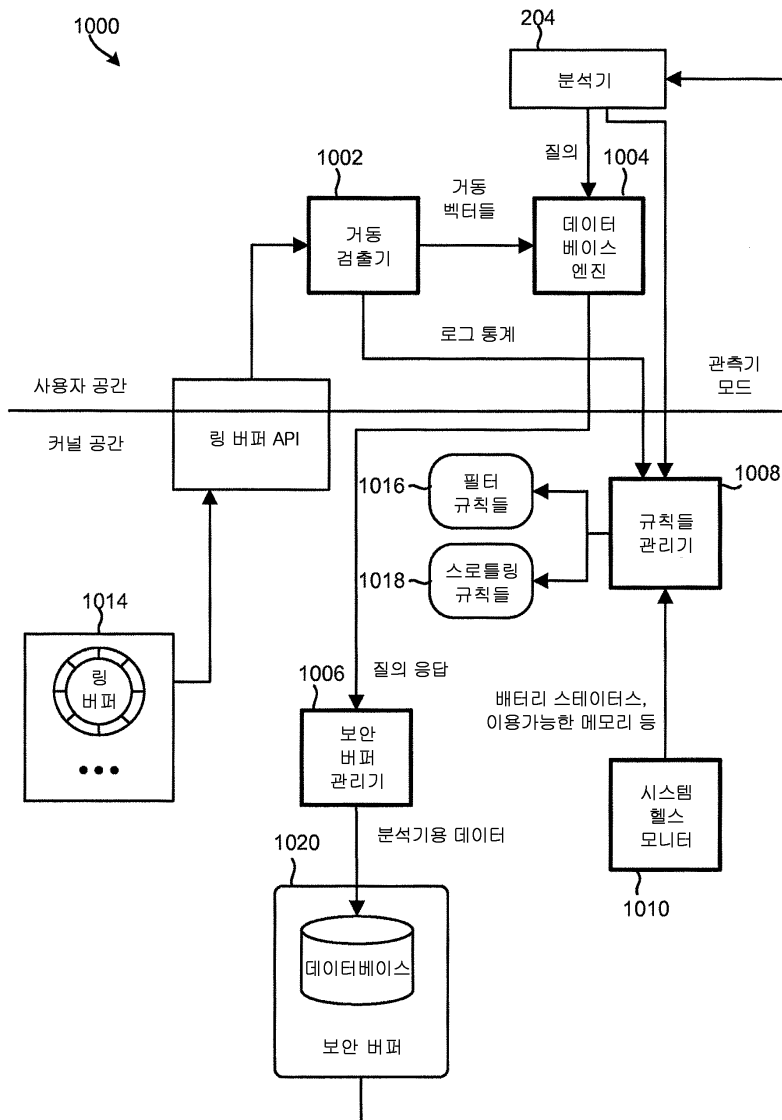 1000
204
분석기
질의
1002
거동
벡터들
1004
거동
검출기
데이터
베이스
엔진
로그 통계
사용자 공간
관측기
모드
커널 공간
링 버퍼 API
1016
필터
규칙들
1008
규칙들
관리기
1018
스로틀링
규칙들
1014
링
버퍼
질의 응답
1006
보안
버퍼
관리기
배터리 스테이터스,
이용가능한 메모리 등
시스템
헬스
모니터
1010
분석기용 데이터
1020
데이터베이스
보안 버퍼